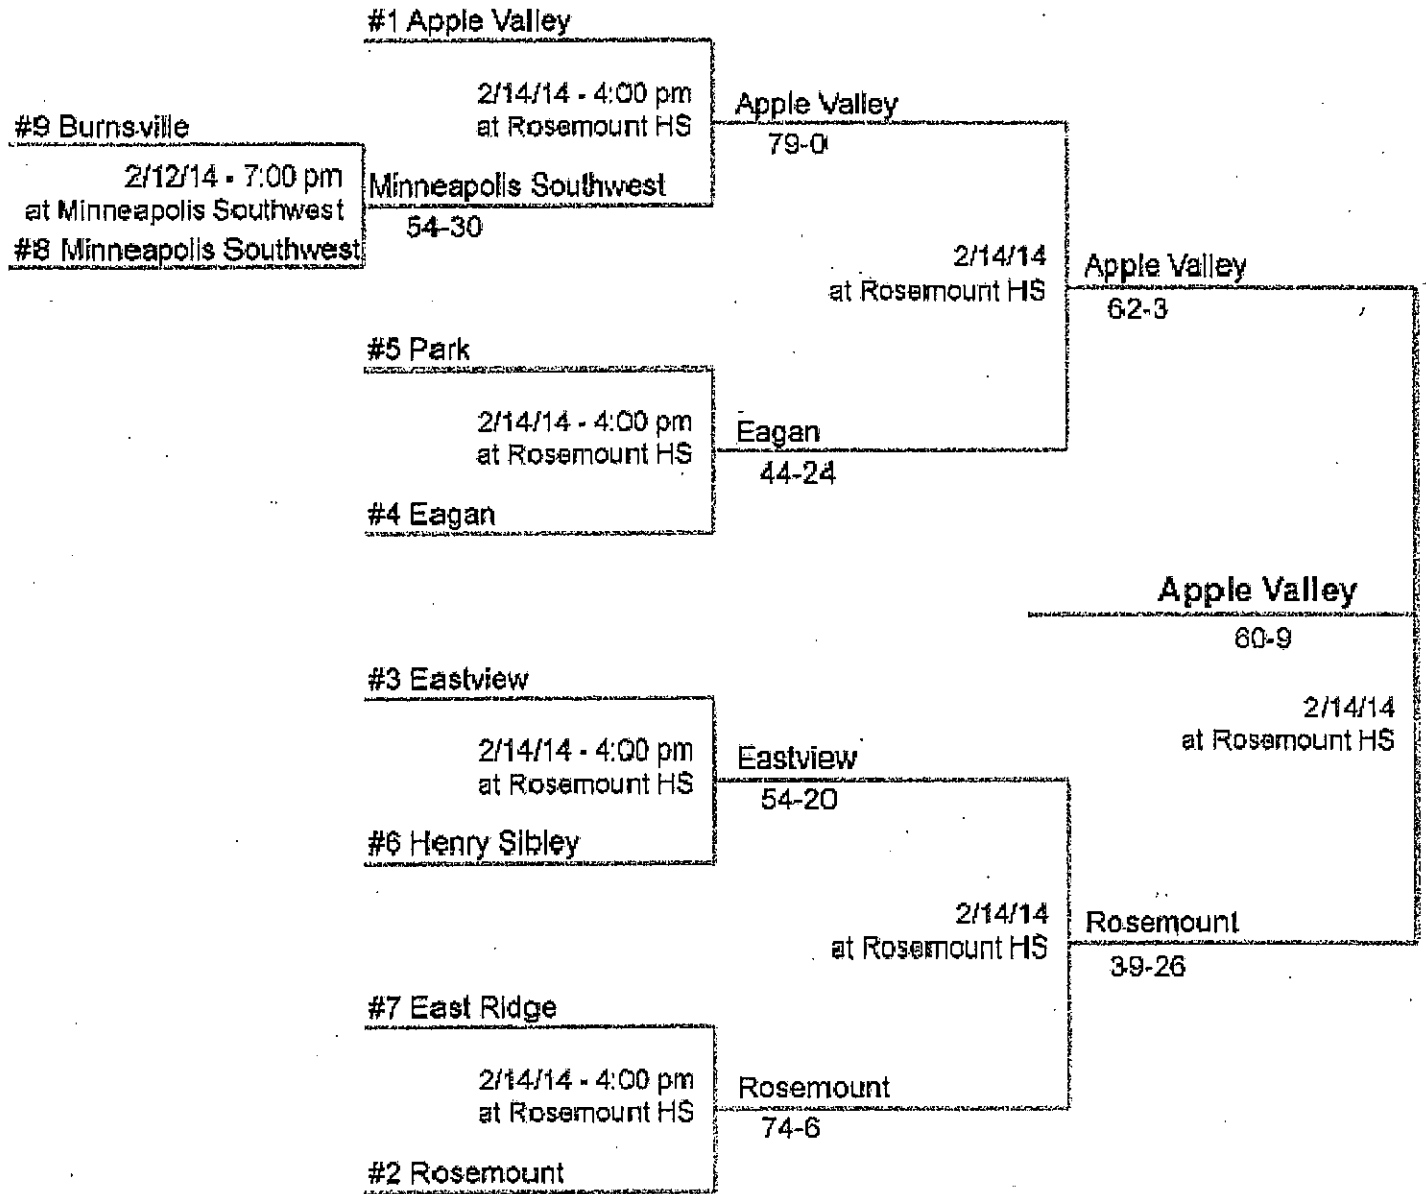 #1 Apple Valley
2/14/14 - 4:00 pm
at Rosemount HS
Apple Valley
79-0
#9 Burnsville
2/12/14 - 7:00 pm
at Minneapolis Southwest
#8 Minneapolis Southwest
Minneapolis Southwest
54-30
2/14/14
at Rosemount HS
Apple Valley
62-3
#5 Park
2/14/14 - 4:00 pm
at Rosemount HS
#4 Eagan
Eagan
44-24
Apple Valley
60-9
2/14/14
at Rosemount HS
#3 Eastview
2/14/14 - 4:00 pm
at Rosemount HS
#6 Henry Sibley
Eastview
54-20
2/14/14
at Rosemount HS
Rosemount
39-26
#7 East Ridge
2/14/14 - 4:00 pm
at Rosemount HS
#2 Rosemount
Rosemount
74-6